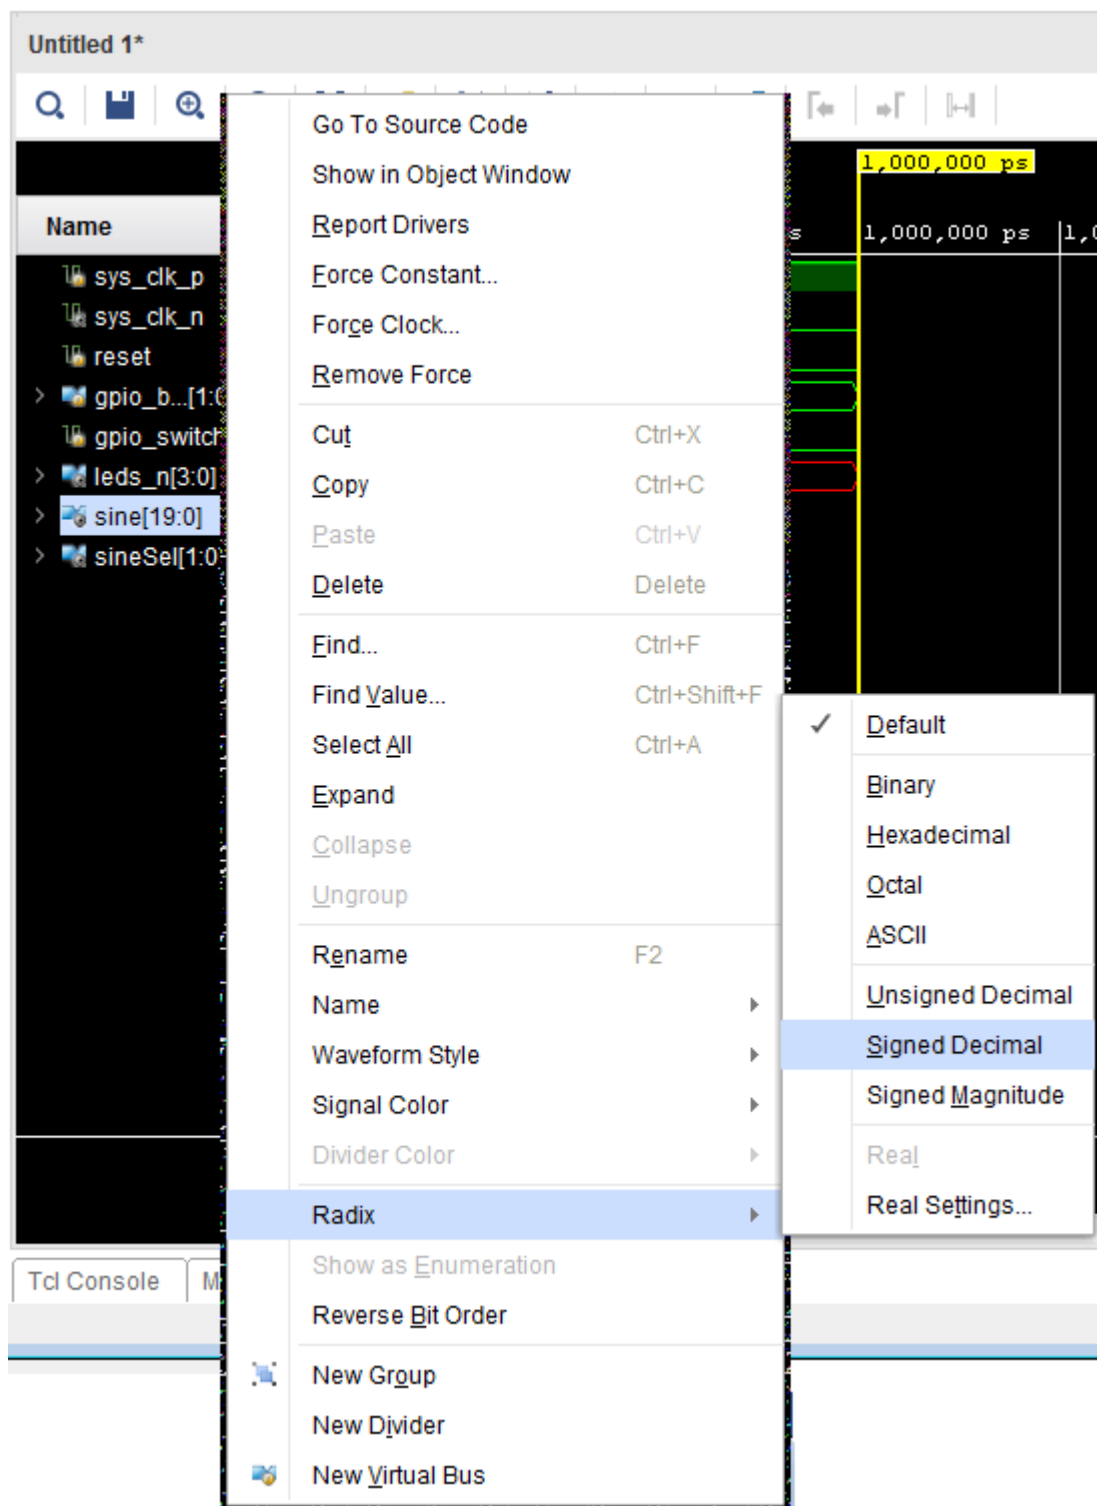 Untitled 1*
1,000,000 ps
Name
s
1,000,000 ps
1,0
sys_clk_p
sys_clk_n
reset
gpio_b...[1:0
gpio_switch
leds_n[3:0]
sine[19:0]
sineSel[1:0
Go To Source Code
Show in Object Window
Report Drivers
Force Constant...
Force Clock...
Remove Force
Cut Ctrl+X
Copy Ctrl+C
Paste Ctrl+V
Delete Delete
Find... Ctrl+F
Find Value... Ctrl+Shift+F
Select All Ctrl+A
Expand
Collapse
Ungroup
Rename F2
Name
Waveform Style
Signal Color
Divider Color
Radix
Show as Enumeration
Reverse Bit Order
New Group
New Divider
New Virtual Bus
Default
Binary
Hexadecimal
Octal
ASCII
Unsigned Decimal
Signed Decimal
Signed Magnitude
Real
Real Settings...
Tcl Console
M